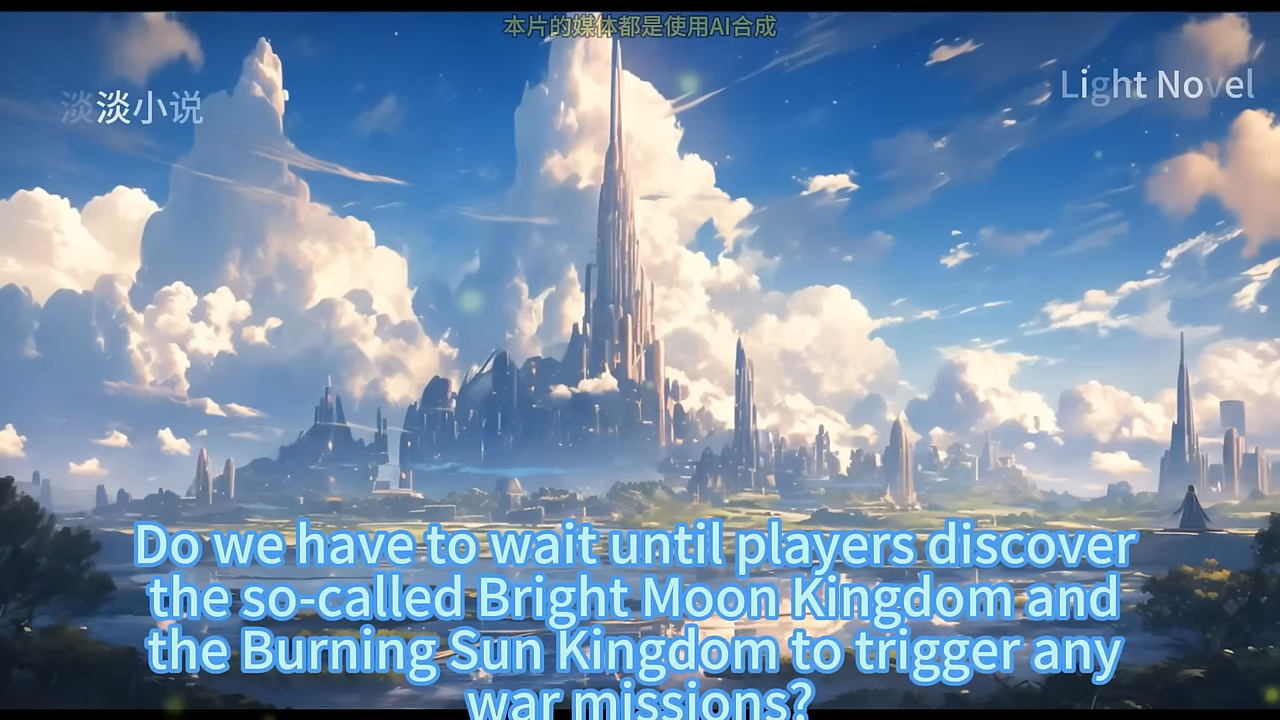 本片的媒体都是使用AI合成
Light Novel
淡淡小说
Do we have to wait until players discover
the so-called Bright Moon Kingdom and
the Burning Sun Kingdom to trigger any
war missions?